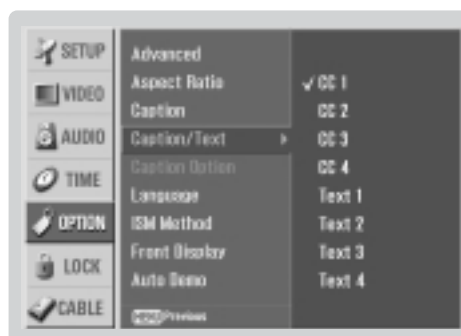 SETUP
VIDEO
AUDIO
TIME
OPTION
LOCK
CABLE
Advanced
Aspect Ratio
Caption
Caption/Text
Caption Option
Language
ISM Method
Front Display
Auto Demo
MENU Previous
✓ CC 1
CC 2
CC 3
CC 4
Text 1
Text 2
Text 3
Text 4